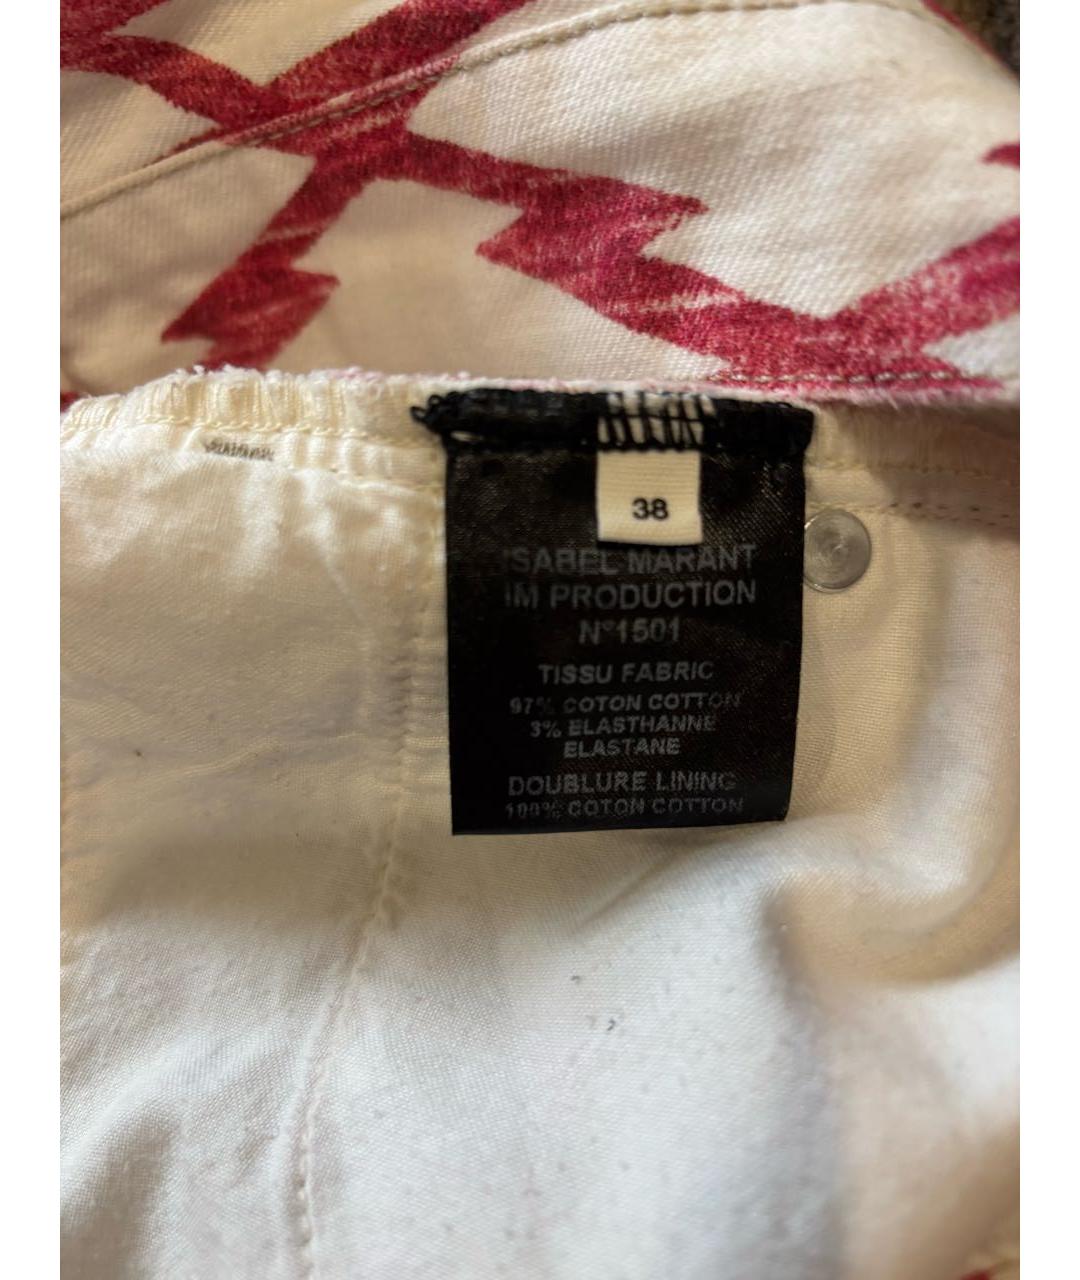 38
ISABEL MARANT
IM PRODUCTION
N°1501
TISSU FABRIC
97% COTON COTTON
3% ELASTHANNE
ELASTANE
DOUBLURE LINING
100% COTON COTTON